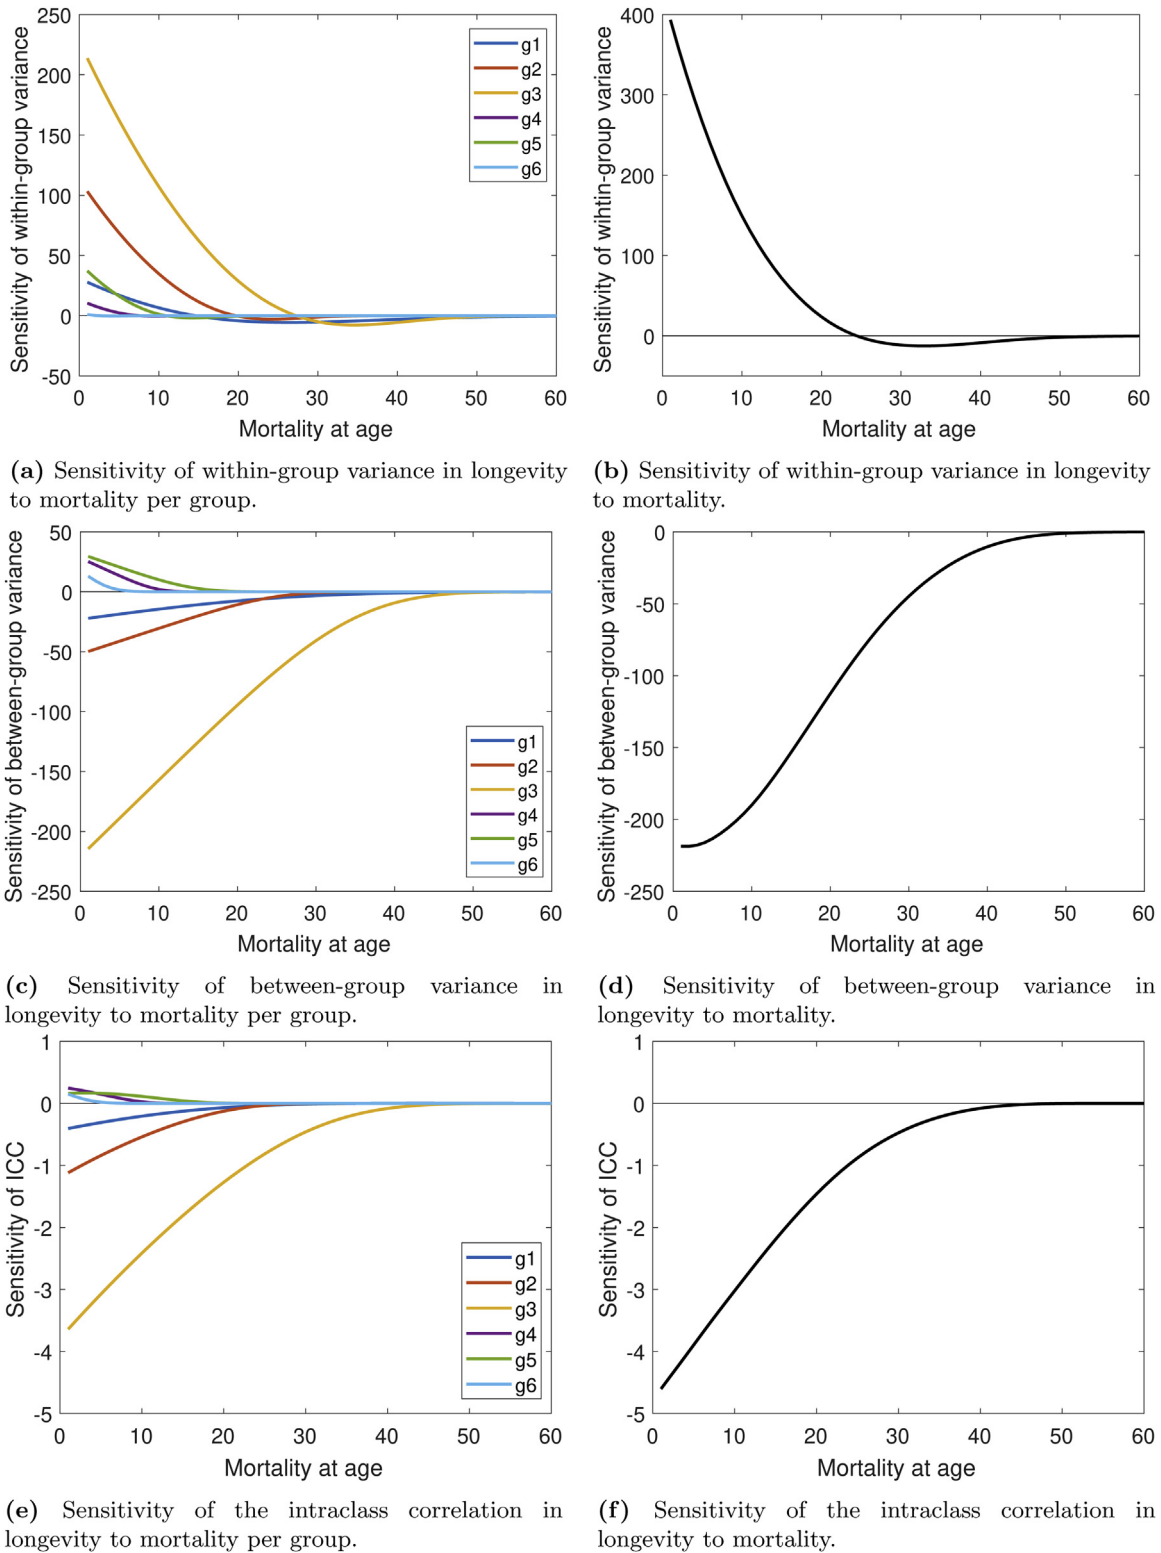 250
200
150
100
50
0
-50
Sensitivity of within-group variance
g1
g2
g3
g4
g5
g6
0 10 20 30 40 50 60
Mortality at age
400
300
200
100
0
Sensitivity of wihtin-group variance
0 10 20 30 40 50 60
Mortality at age
(a) Sensitivity of within-group variance in longevity
to mortality per group.
(b) Sensitivity of within-group variance in longevity
to mortality.
50
0
-50
-100
-150
-200
-250
Sensitivity of between-group variance
g1
g2
g3
g4
g5
g6
0 10 20 30 40 50 60
Mortality at age
0
-50
-100
-150
-200
-250
Sensitivity of between-group variance
0 10 20 30 40 50 60
Mortality at age
(c) Sensitivity of between-group variance in
longevity to mortality per group.
(d) Sensitivity of between-group variance in
longevity to mortality.
1
0
-1
-2
-3
-4
-5
Sensitivity of ICC
g1
g2
g3
g4
g5
g6
0 10 20 30 40 50 60
Mortality at age
1
0
-1
-2
-3
-4
-5
Sensitivity of ICC
0 10 20 30 40 50 60
Mortality at age
(e) Sensitivity of the intraclass correlation in
longevity to mortality per group.
(f) Sensitivity of the intraclass correlation in
longevity to mortality.